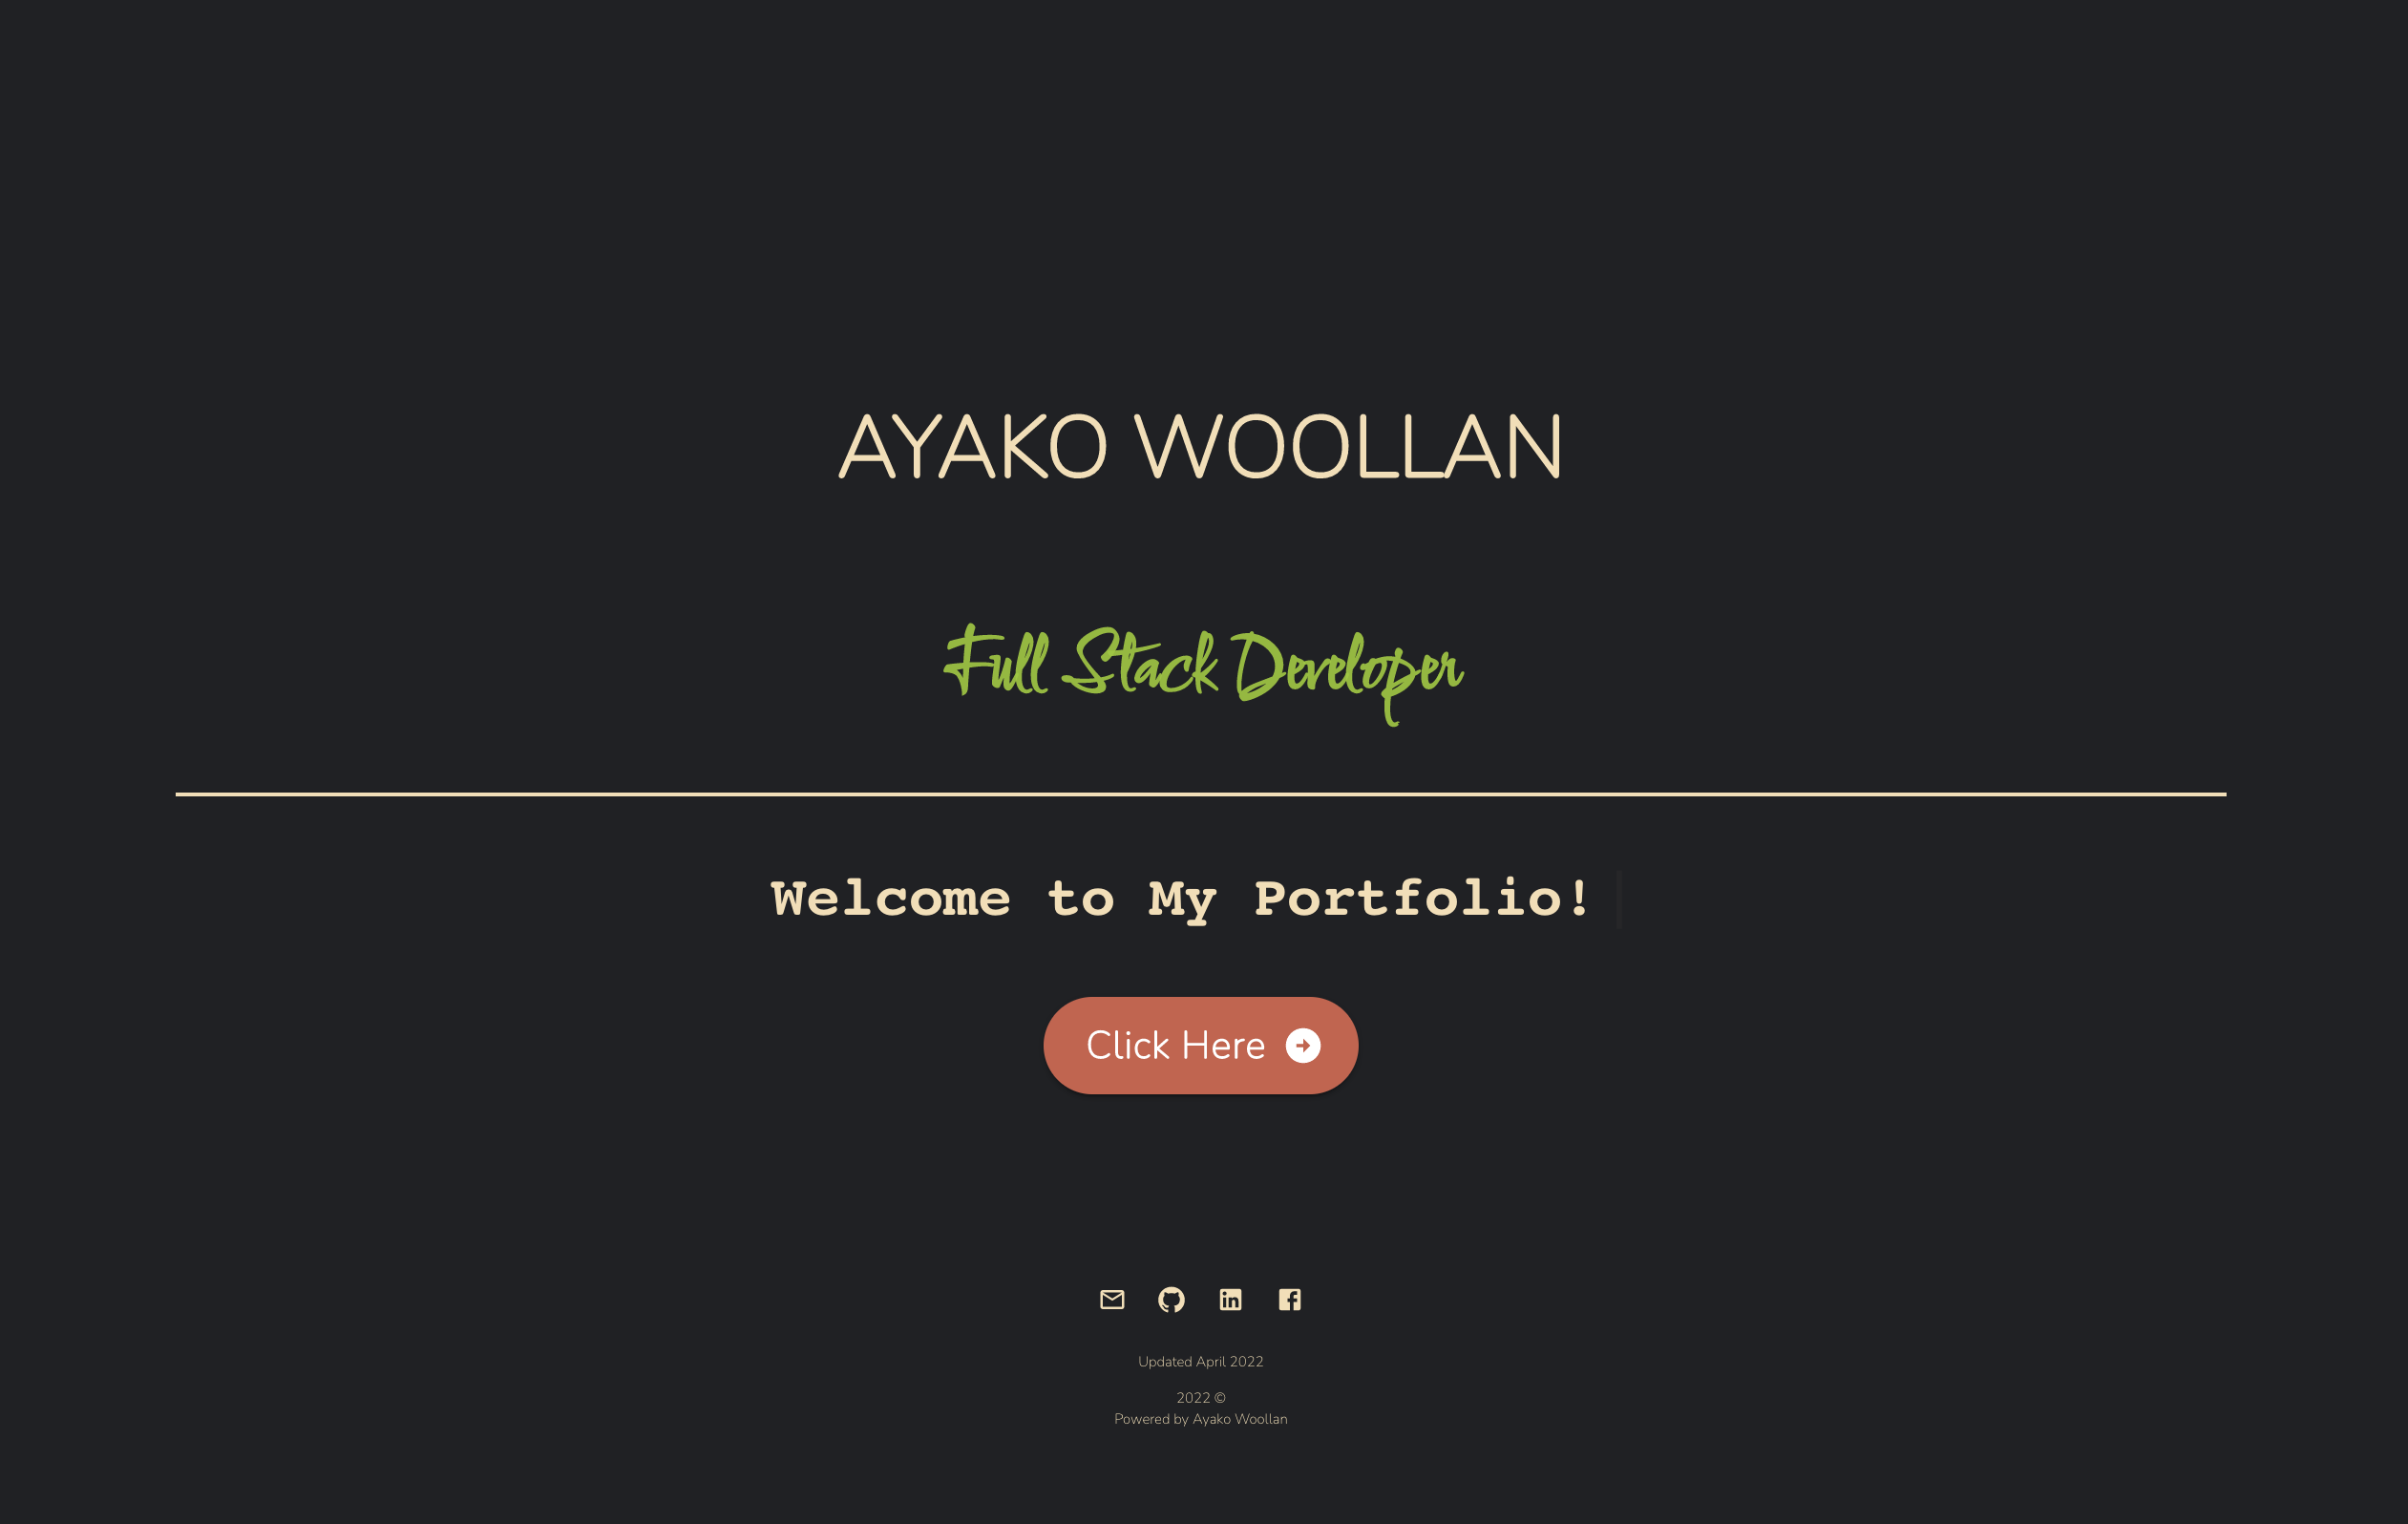 AYAKO WOOLLAN
Full Stack Developer
Welcome to My Portfolio!
Click Here
Updated April 2022
2022 ©
Powered by Ayako Woollan